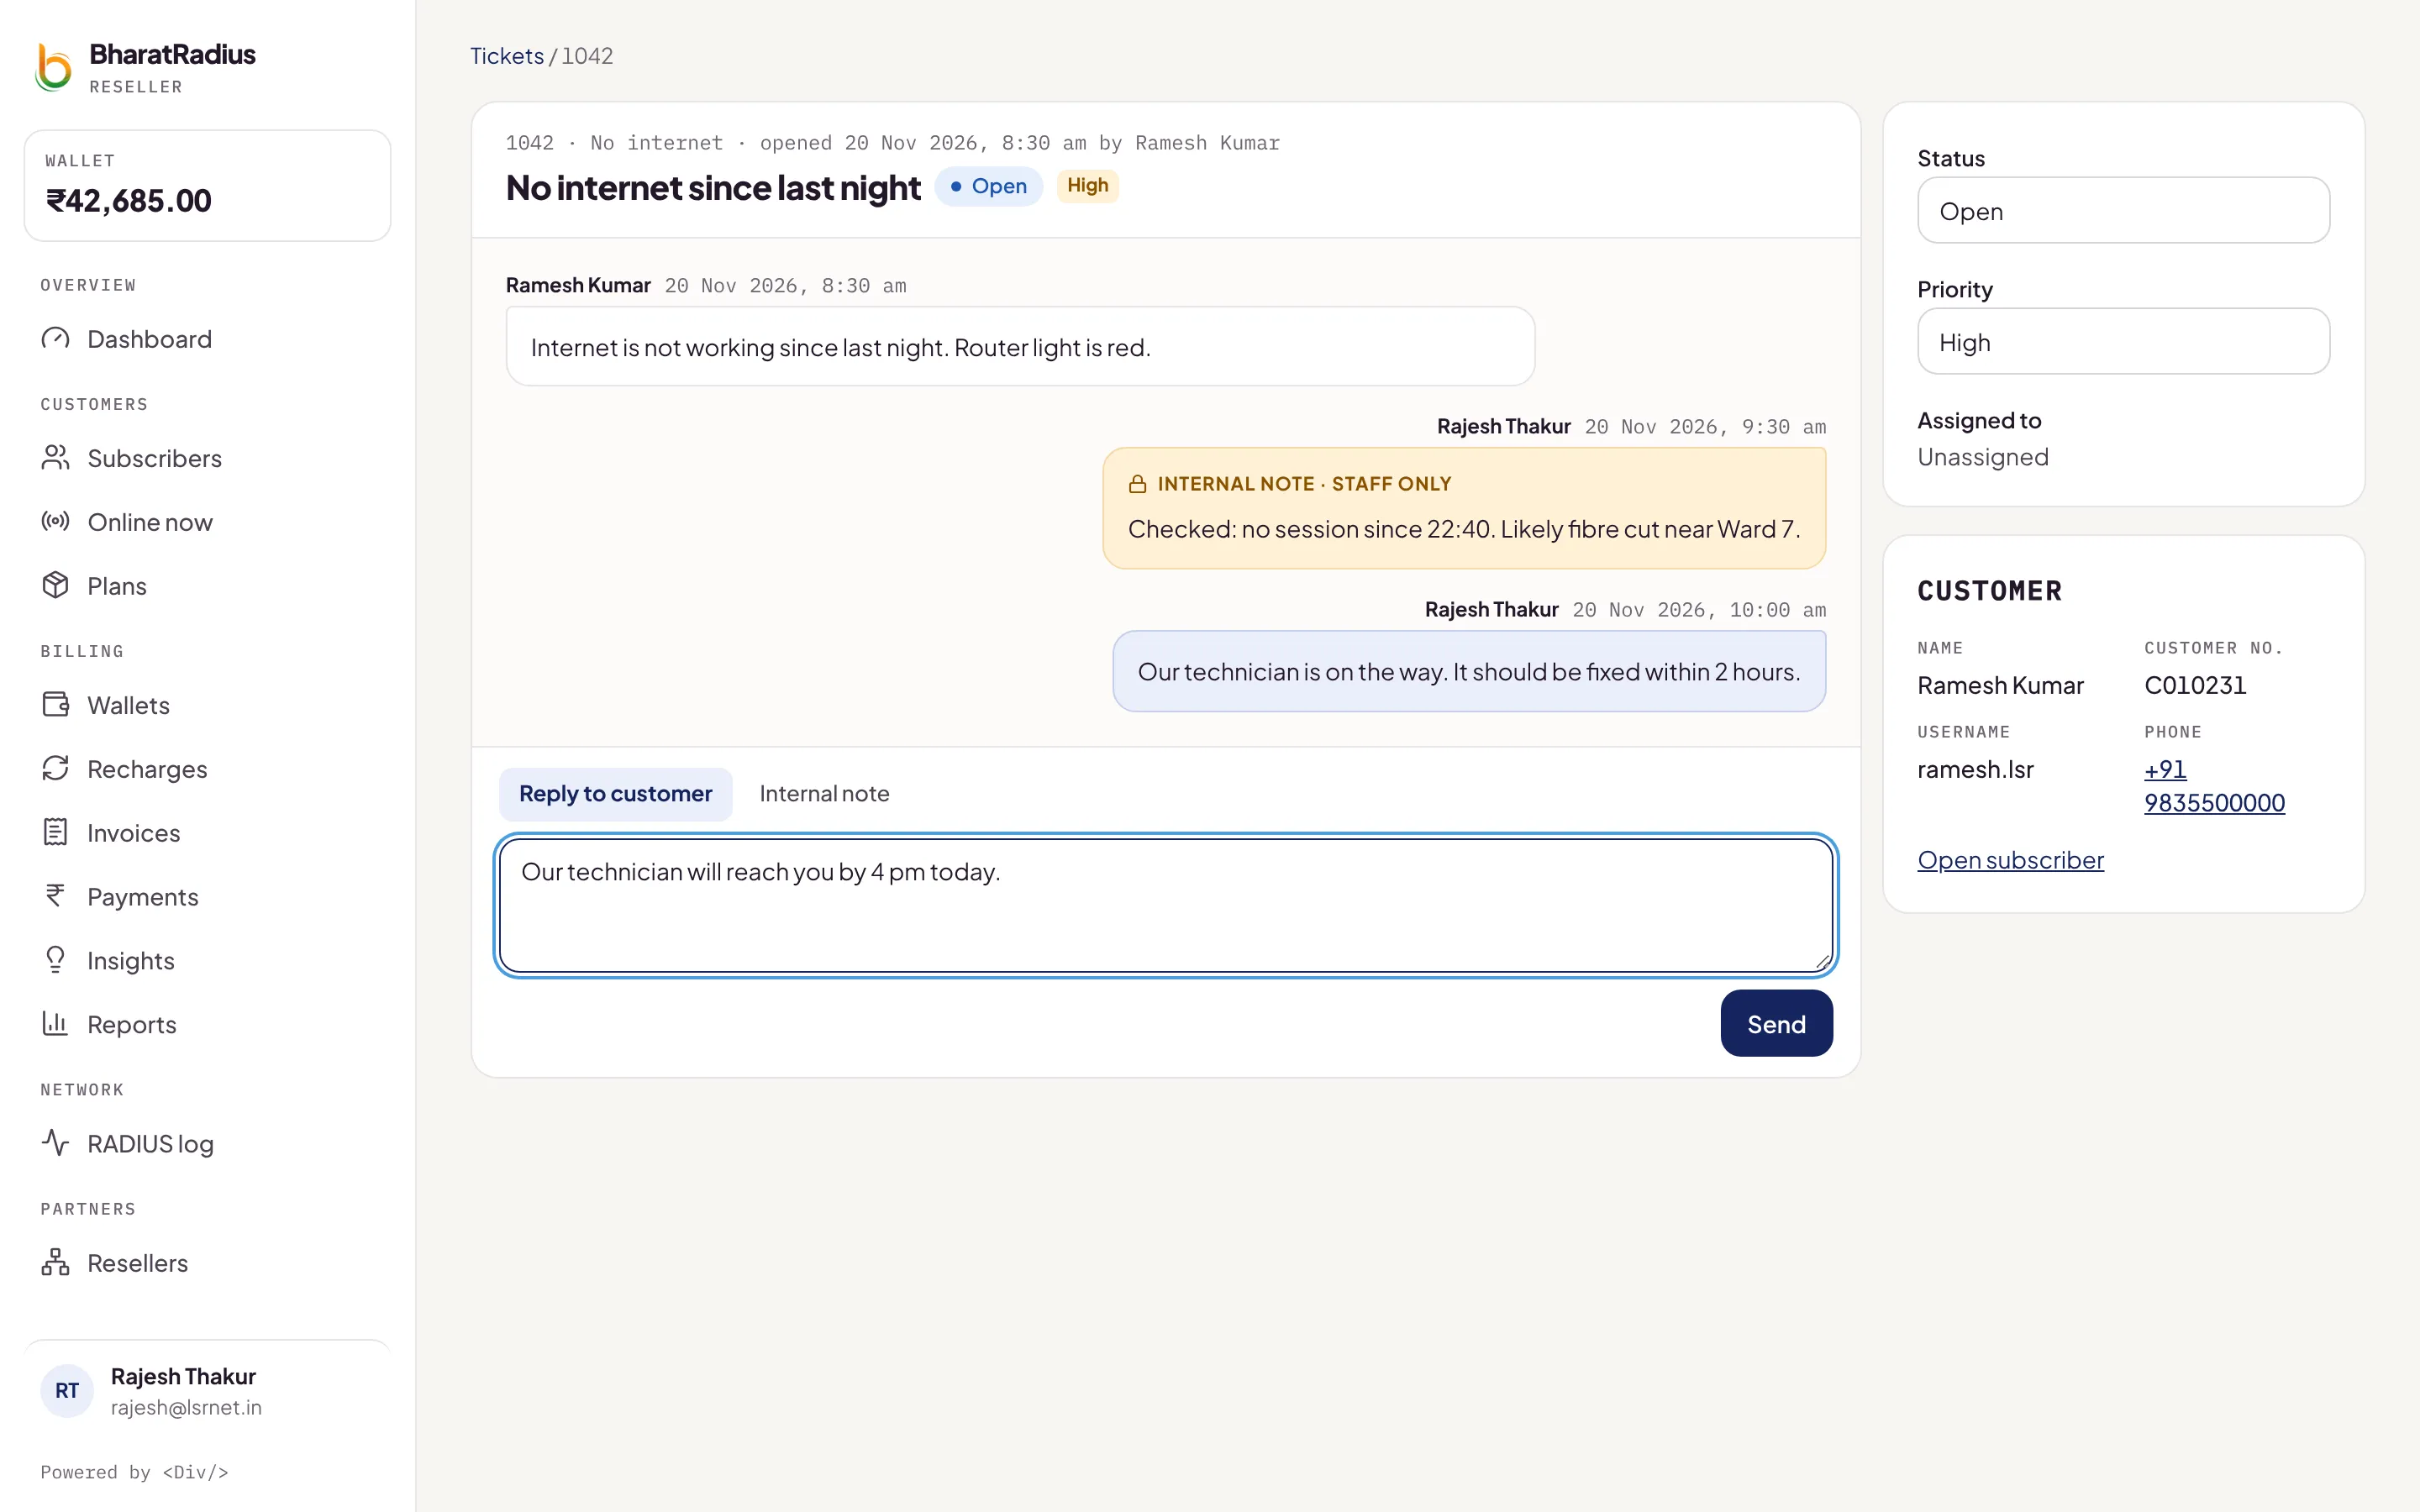 BharatRadius
RESELLER
WALLET
₹42,685.00
OVERVIEW
Dashboard
CUSTOMERS
Subscribers
Online now
Plans
BILLING
Wallets
Recharges
Invoices
Payments
Insights
Reports
NETWORK
RADIUS log
PARTNERS
Resellers
RT
Rajesh Thakur
rajesh@lsrnet.in
Powered by <Div/>
Tickets / 1042
1042 · No internet · opened 20 Nov 2026, 8:30 am by Ramesh Kumar
No internet since last night Open High
Ramesh Kumar 20 Nov 2026, 8:30 am
Internet is not working since last night. Router light is red.
Rajesh Thakur 20 Nov 2026, 9:30 am
INTERNAL NOTE · STAFF ONLY
Checked: no session since 22:40. Likely fibre cut near Ward 7.
Rajesh Thakur 20 Nov 2026, 10:00 am
Our technician is on the way. It should be fixed within 2 hours.
Reply to customer Internal note
Our technician will reach you by 4 pm today.
Send
Status
Open
Priority
High
Assigned to
Unassigned
CUSTOMER
NAME CUSTOMER NO.
Ramesh Kumar C010231
USERNAME PHONE
ramesh.lsr +91
9835500000
Open subscriber